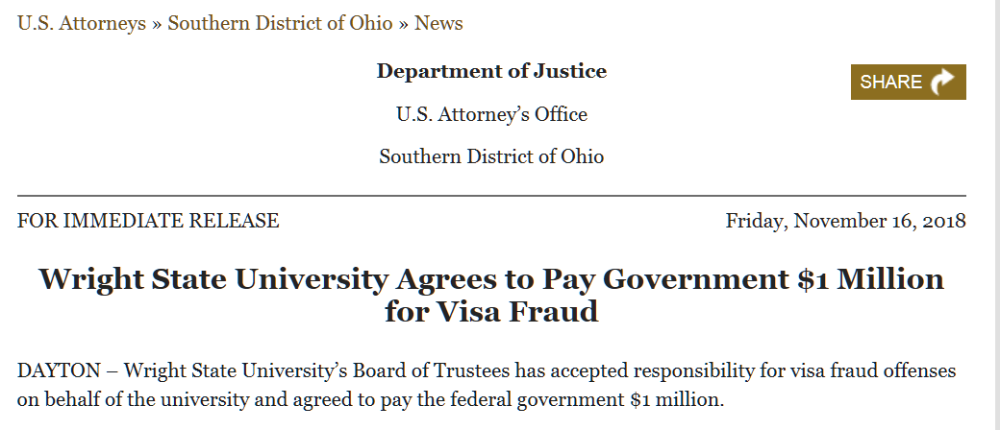 U.S. Attorneys » Southern District of Ohio » News
Department of Justice
SHARE
U.S. Attorney’s Office
Southern District of Ohio
FOR IMMEDIATE RELEASE
Friday, November 16, 2018
Wright State University Agrees to Pay Government $1 Million
for Visa Fraud
DAYTON – Wright State University’s Board of Trustees has accepted responsibility for visa fraud offenses
on behalf of the university and agreed to pay the federal government $1 million.